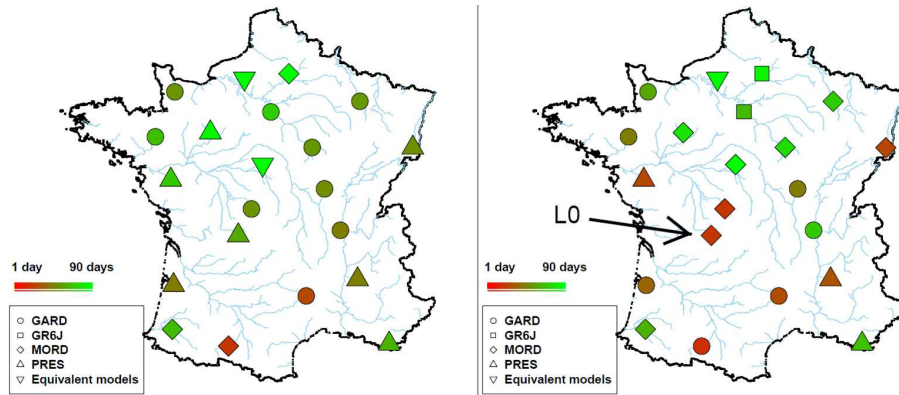 1 day 90 days
GARD
GR6J
MORD
PRES
Equivalent models
L0
1 day 90 days
GARD
GR6J
MORD
PRES
Equivalent models